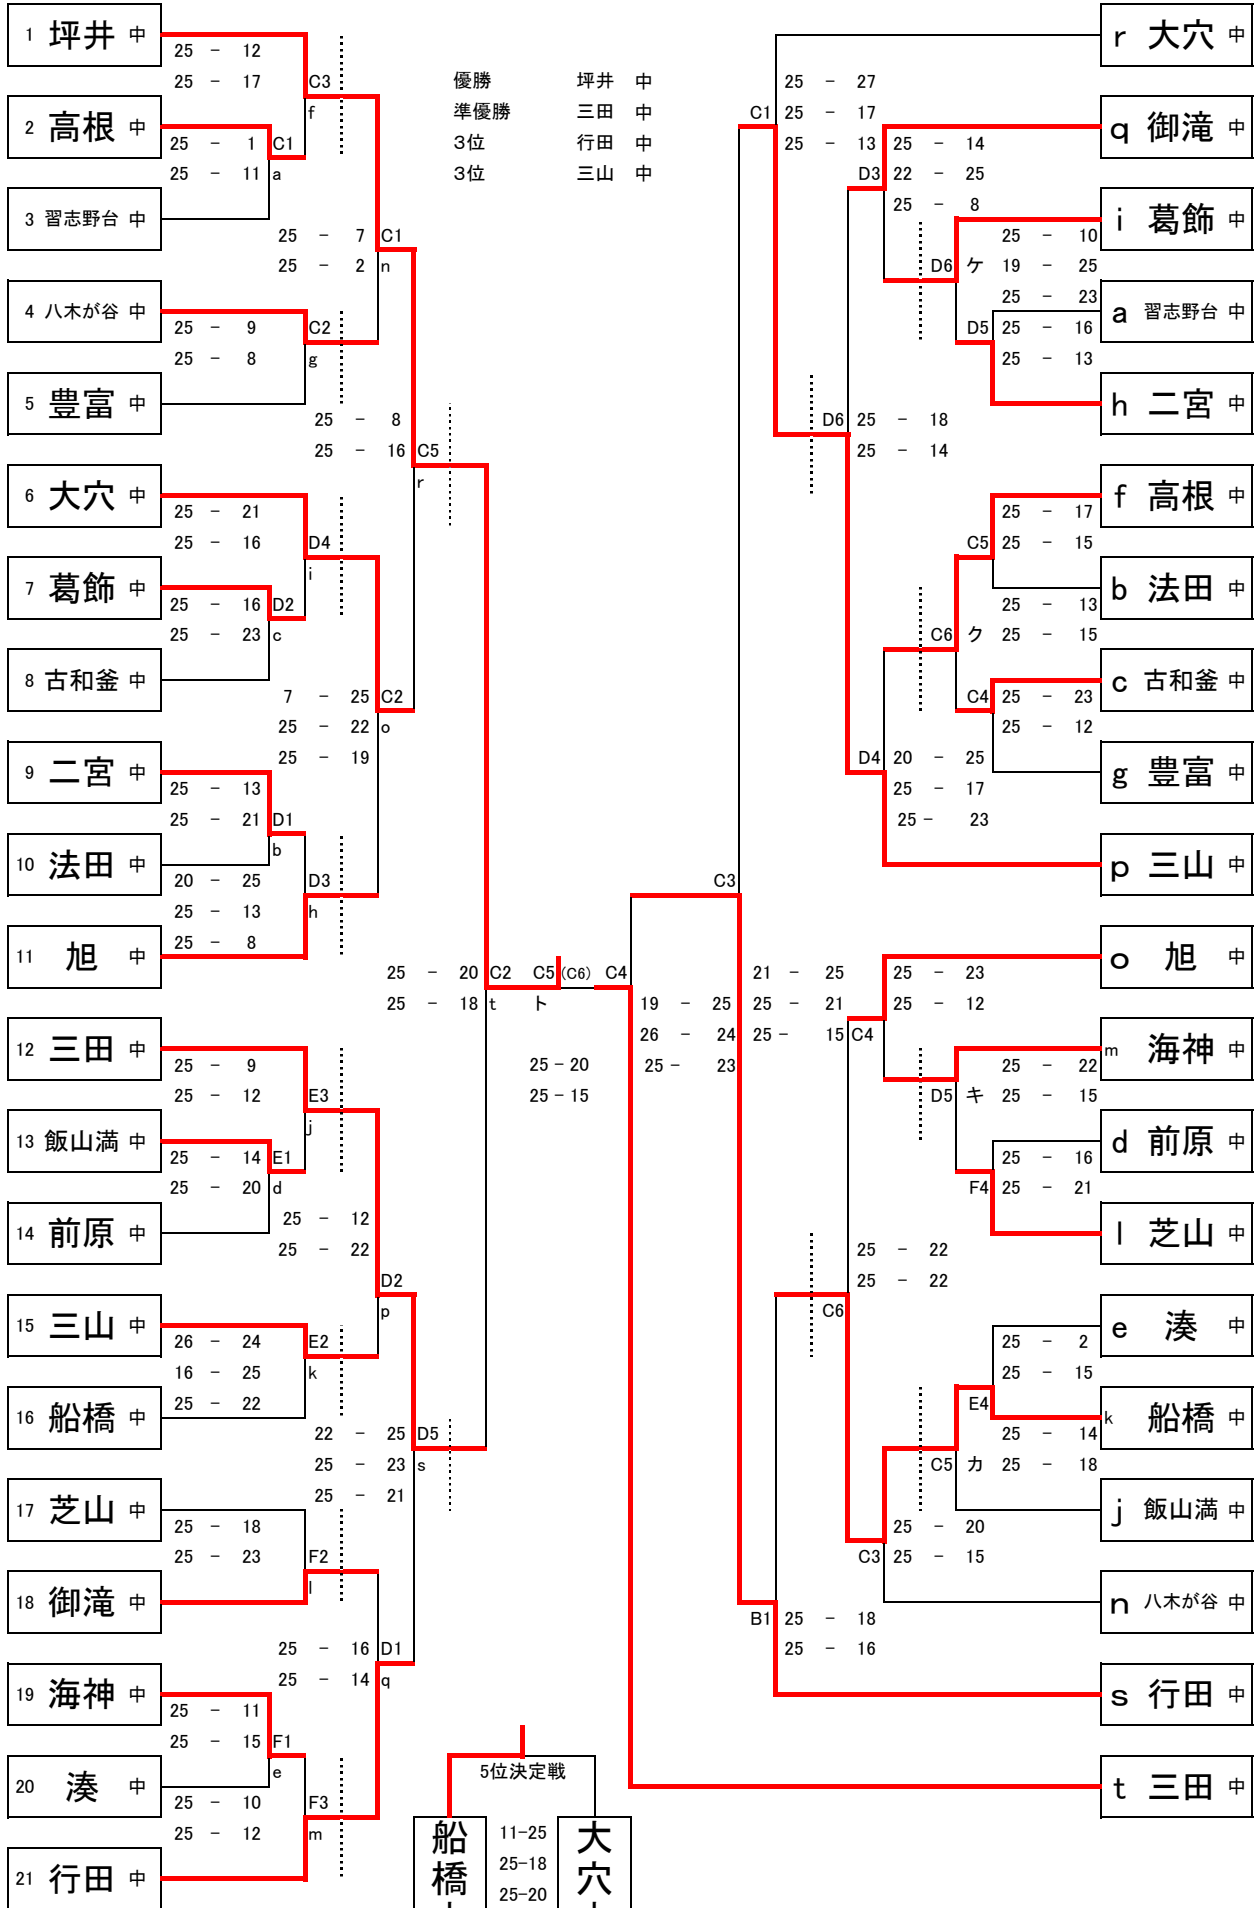 1 坪井 中
25 - 12
25 - 17
C3
f
2 高根 中
25 - 1 C1
25 - 11 a
3 習志野台 中
25 - 7 C1
25 - 2 n
4 八木が谷 中
25 - 9 C2
25 - 8 g
5 豊富 中
25 - 8
25 - 16 C5
r
6 大穴 中
25 - 21
25 - 16 D4
i
7 葛飾 中
25 - 16 D2
25 - 23 c
8 古和釜 中
7 - 25 C2
25 - 22 o
25 - 19
9 二宮 中
25 - 13
25 - 21 D1
b
10 法田 中
20 - 25 D3
25 - 13 h
25 - 8
11 旭 中
25 - 20 C2
25 - 18 t
12 三田 中
25 - 9
25 - 12 E3
j
13 飯山満 中
25 - 14 E1
25 - 20 d
14 前原 中
25 - 12
25 - 22
D2
p
15 三山 中
26 - 24 E2
16 - 25 k
25 - 22
16 船橋 中
22 - 25 D5
25 - 23 s
25 - 21
17 芝山 中
25 - 18
25 - 23 F2
l
18 御滝 中
25 - 16 D1
25 - 14 q
19 海神 中
25 - 11
25 - 15 F1
e
20 湊 中
25 - 10 F3
25 - 12 m
21 行田 中
優勝 坪井 中
準優勝 三田 中
3位 行田 中
3位 三山 中
C5 (C6) C4
ト
25 - 20
25 - 15
19 - 25
26 - 24
25 - 23
C3
21 - 25
25 - 21
25 - 15 C4
r 大穴 中
25 - 27
C1 25 - 17
25 - 13
q 御滝 中
25 - 14
D3 22 - 25
25 - 8
i 葛飾 中
25 - 10
D6 ケ 19 - 25
25 - 23
a 習志野台 中
D5 25 - 16
25 - 13
h 二宮 中
D6 25 - 18
25 - 14
f 高根 中
25 - 17
C5 25 - 15
b 法田 中
25 - 13
C6 ク 25 - 15
c 古和釜 中
C4 25 - 23
25 - 12
g 豊富 中
D4 20 - 25
25 - 17
25 - 23
p 三山 中
o 旭 中
25 - 23
25 - 12
m 海神 中
25 - 22
D5 キ 25 - 15
d 前原 中
25 - 16
F4 25 - 21
l 芝山 中
25 - 22
25 - 22
C6
e 湊 中
25 - 2
25 - 15
E4
k 船橋 中
25 - 14
C5 カ 25 - 18
j 飯山満 中
25 - 20
C3 25 - 15
n 八木が谷 中
B1 25 - 18
25 - 16
s 行田 中
t 三田 中
5位決定戦
船橋
11-25
25-18
25-20
大穴